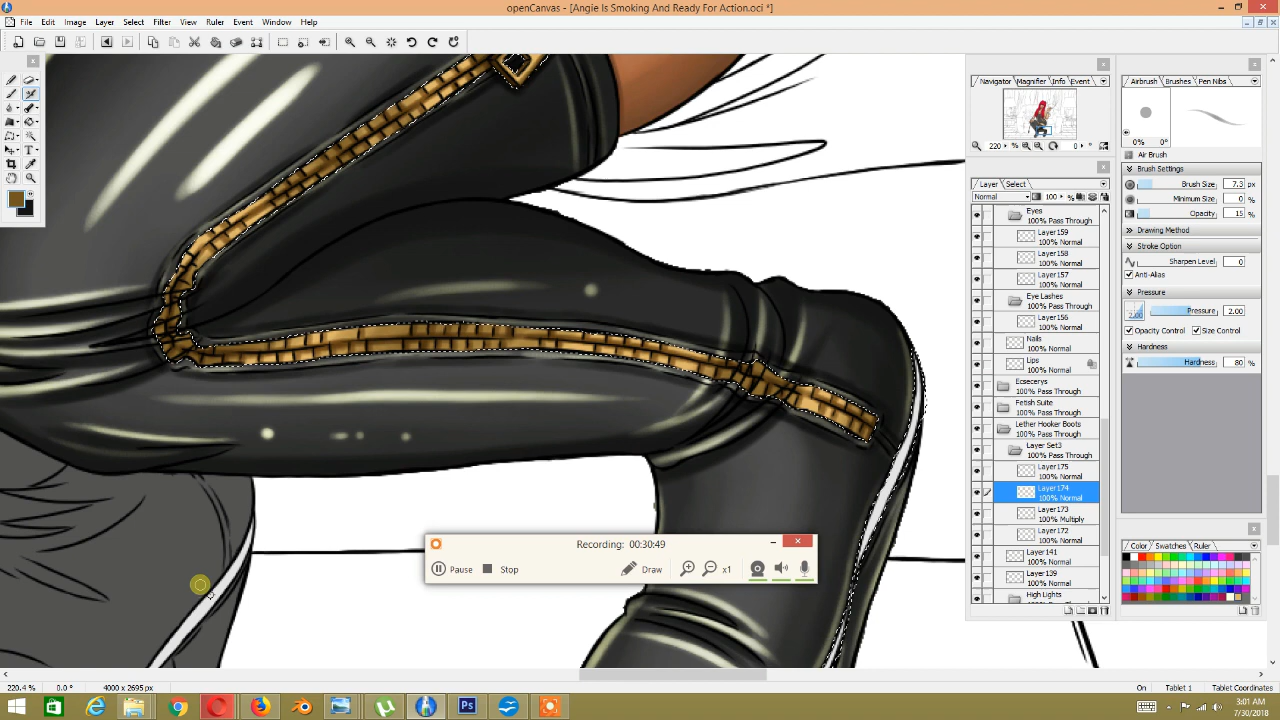 openCanvas - [Angie Is Smoking And Ready For Action.oci *]
File Edit Image Layer Select Filter View Ruler Event Window Help
Navigator Magnifier Info Event
220 % 0 °
Layer Select
Normal 100 %
Eyes
100% Pass Through
Layer159
100% Normal
Layer158
100% Normal
Layer157
100% Normal
Eye Lashes
100% Pass Through
Layer156
100% Normal
Nails
100% Normal
Lips
100% Normal
Ecsecerys
100% Pass Through
Fetish Suite
100% Pass Through
Lether Hooker Boots
100% Pass Through
Layer Set3
100% Pass Through
Layer175
100% Normal
Layer174
100% Normal
Layer173
100% Multiply
Layer172
100% Normal
Layer141
100% Normal
Layer139
100% Normal
High Lights
Airbrush Brushes Pen Nibs
0% 0°
Air Brush
Brush Settings
Brush Size 7.3 px
Minimum Size 0 %
Opacity 15 %
Drawing Method
Stroke Option
Sharpen Level 0
Anti-Alias
Pressure
2.00 Pressure 2.00
Opacity Control Size Control
Hardness
Hardness 80 %
Color Swatches Ruler
Recording: 00:30:49
Pause Stop Draw x1
220.4 % 0.0 ° 4000 x 2695 px On Tablet 1 Tablet Coordinates
3:01 AM
7/30/2018